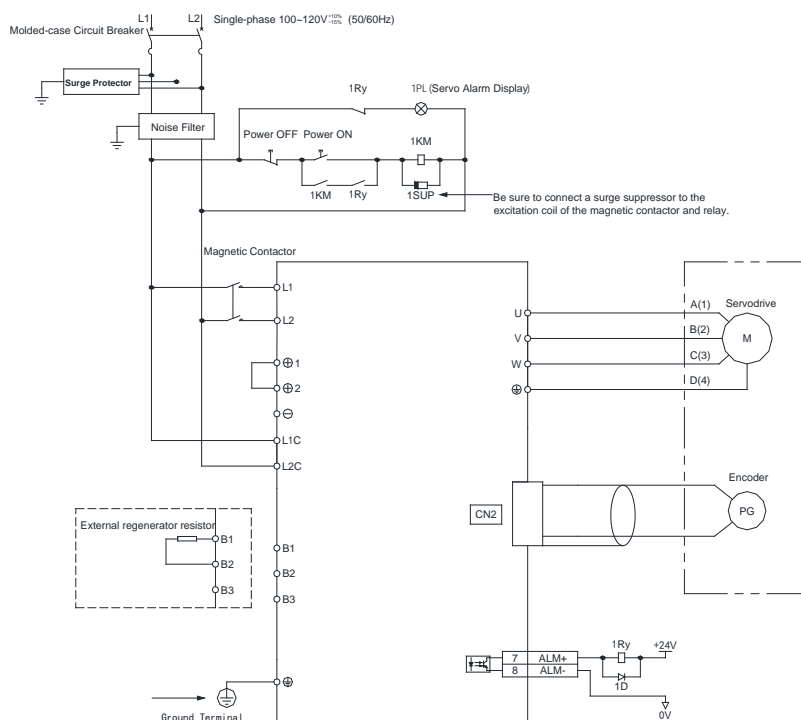 L1 L2 Single-phase 100~120V +10% -15% (50/60Hz)
Molded-case Circuit Breaker
Surge Protector
Noise Filter
1Ry 1PL (Servo Alarm Display)
Power OFF Power ON 1KM
1KM 1Ry 1SUP
Be sure to connect a surge suppressor to the
excitation coil of the magnetic contactor and relay.
Magnetic Contactor
L1
L2
⊕1
⊕2
⊖
L1C
L2C
External regenerator resistor
B1
B2
B3
B1
B2
B3
Ground Terminal
U A(1) Servodrive
V B(2) M
W C(3)
D(4)
Encoder
CN2 PG
1Ry +24V
7 ALM+
8 ALM-
1D
0V